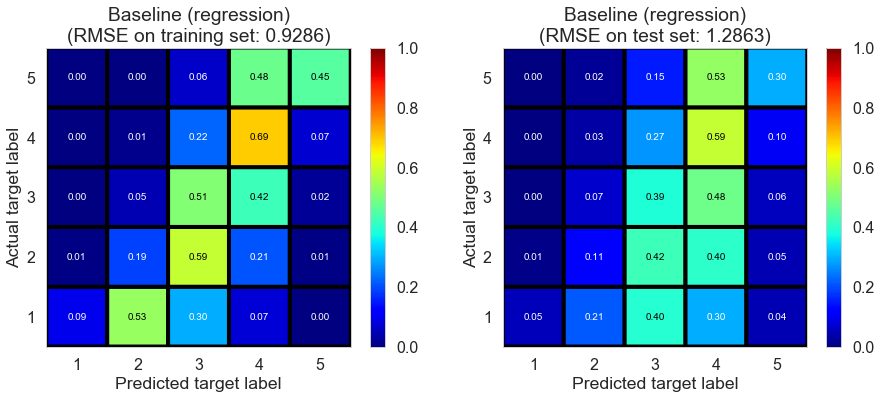 Baseline (regression)
(RMSE on training set: 0.9286)
Actual target label
5 0.00 0.00 0.06 0.48 0.45
4 0.00 0.01 0.22 0.69 0.07
3 0.00 0.05 0.51 0.42 0.02
2 0.01 0.19 0.59 0.21 0.01
1 0.09 0.53 0.30 0.07 0.00
1 2 3 4 5
Predicted target label
1.0
0.8
0.6
0.4
0.2
0.0
Baseline (regression)
(RMSE on test set: 1.2863)
Actual target label
5 0.00 0.02 0.15 0.53 0.30
4 0.00 0.03 0.27 0.59 0.10
3 0.00 0.07 0.39 0.48 0.06
2 0.01 0.11 0.42 0.40 0.05
1 0.05 0.21 0.40 0.30 0.04
1 2 3 4 5
Predicted target label
1.0
0.8
0.6
0.4
0.2
0.0